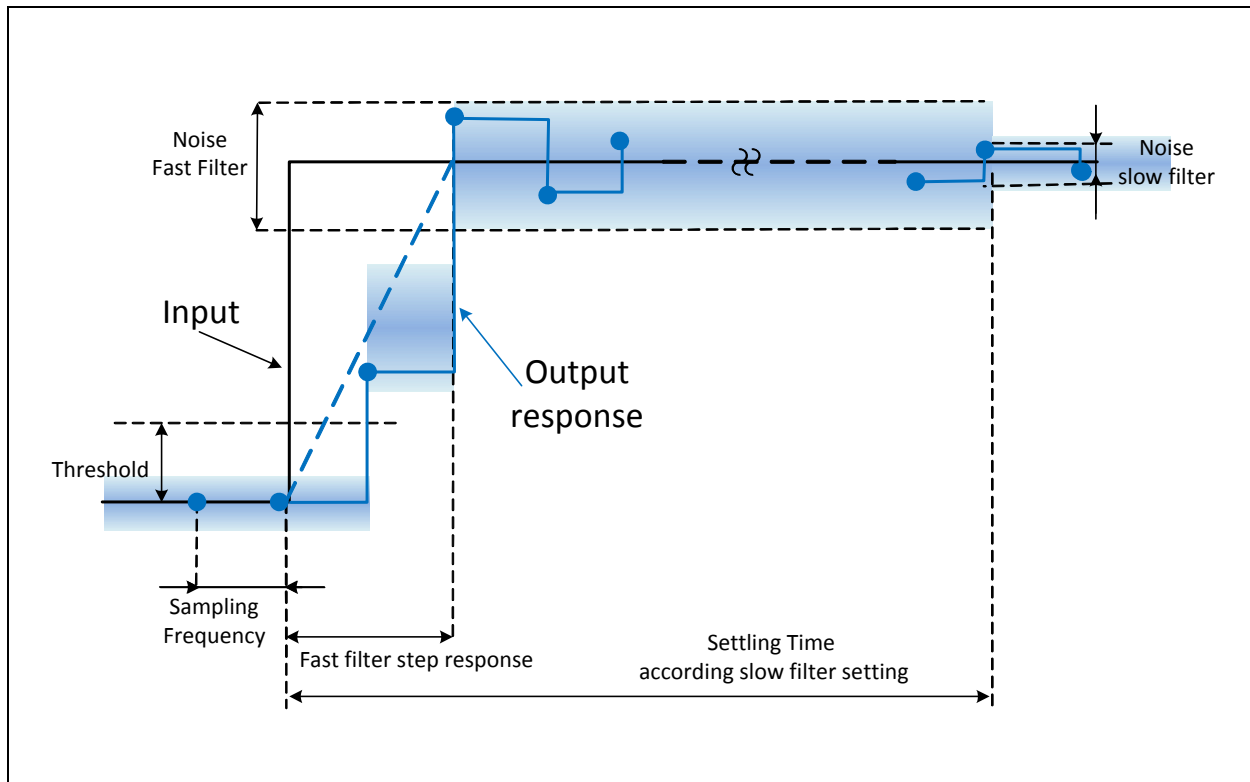 Noise
Fast Filter
Noise
slow filter
Input
Output
response
Threshold
Sampling
Frequency
Fast filter step response
Settling Time
according slow filter setting